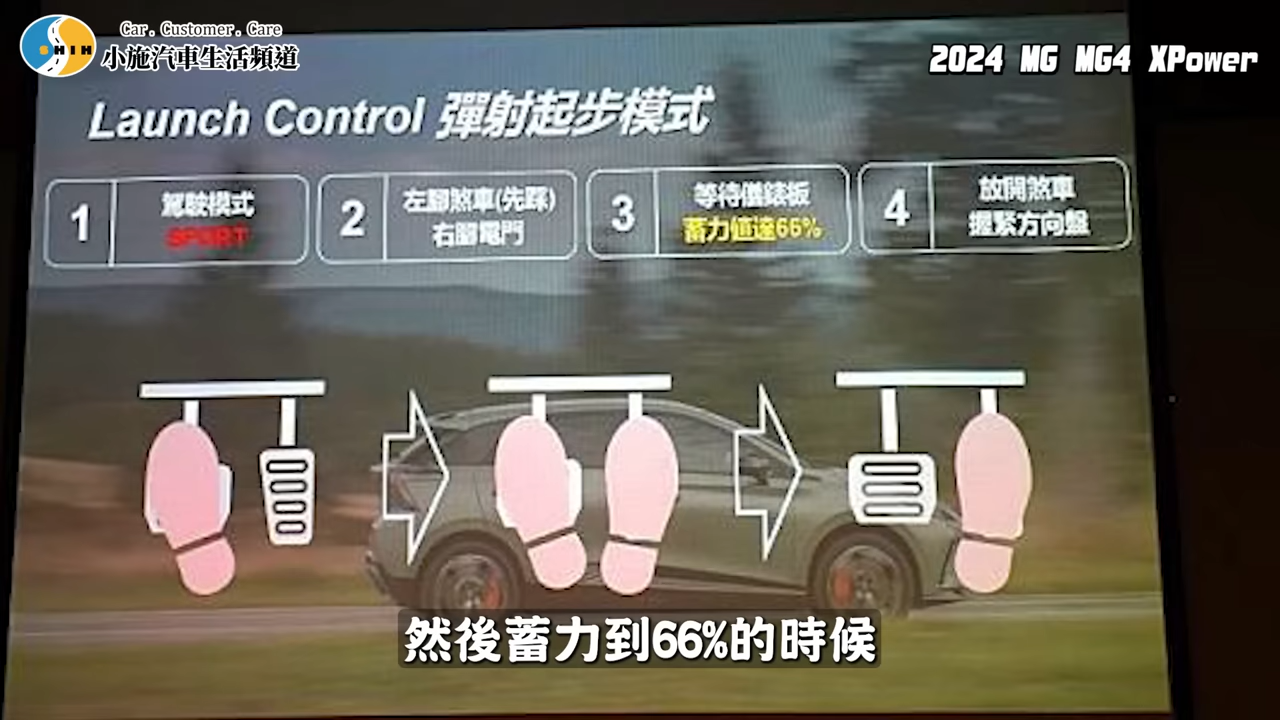 Car. Customer. Care
SHIH
小施汽車生活頻道
2024 MG MG4 XPower
Launch Control 彈射起步模式
1
駕駛模式
SPORT
2
左腳煞車(先踩)
右腳電門
3
等待儀錶板
蓄力值達66%
4
放開煞車
握緊方向盤
然後蓄力到66%的時候